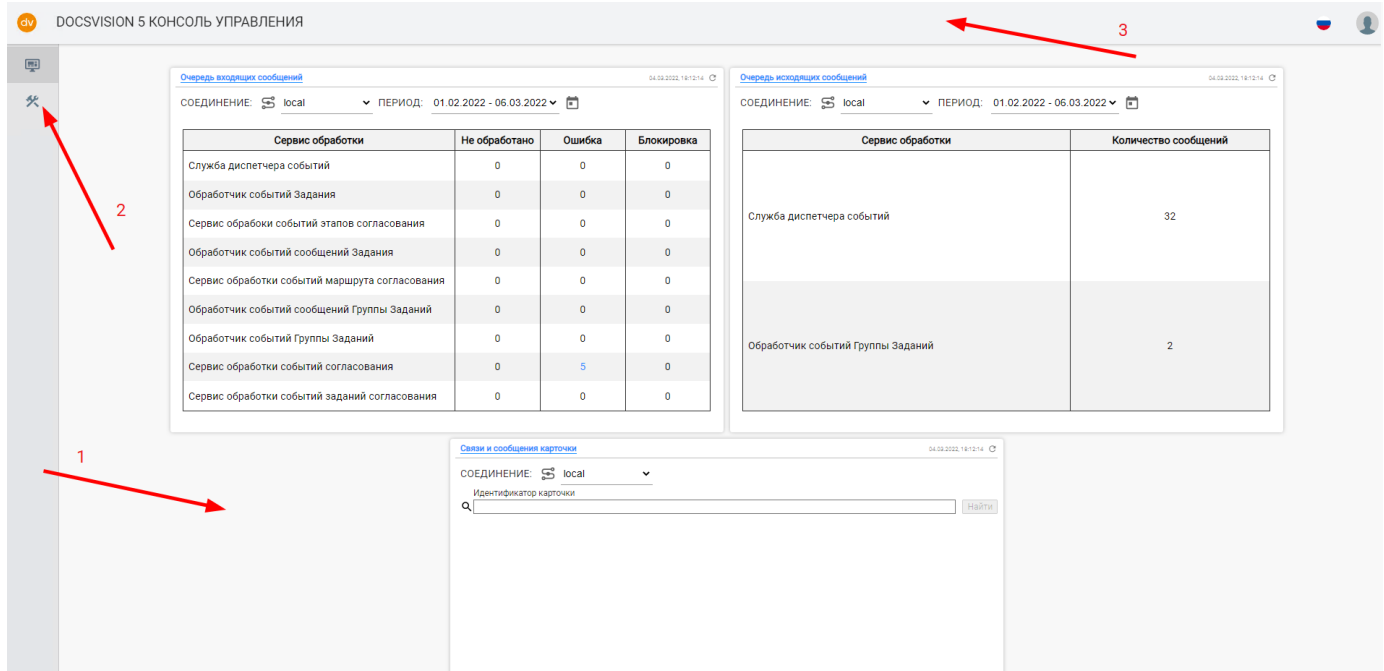 dv DOCSVISION 5 КОНСОЛЬ УПРАВЛЕНИЯ
3
Очередь входящих сообщений 04.03.2022, 18:12:14
СОЕДИНЕНИЕ: local ПЕРИОД: 01.02.2022 - 06.03.2022
Сервис обработки Не обработано Ошибка Блокировка
Служба диспетчера событий 0 0 0
Обработчик событий Задания 0 0 0
Сервис обрабоки событий этапов согласования 0 0 0
Обработчик событий сообщений Задания 0 0 0
Сервис обработки событий маршрута согласования 0 0 0
Обработчик событий сообщений Группы Заданий 0 0 0
Обработчик событий Группы Заданий 0 0 0
Сервис обработки событий согласования 0 5 0
Сервис обработки событий заданий согласования 0 0 0
Очередь исходящих сообщений 04.03.2022, 18:12:14
СОЕДИНЕНИЕ: local ПЕРИОД: 01.02.2022 - 06.03.2022
Сервис обработки Количество сообщений
Служба диспетчера событий 32
Обработчик событий Группы Заданий 2
2
1
Связи и сообщения карточки 04.03.2022, 18:12:14
СОЕДИНЕНИЕ: local
Идентификатор карточки
Найти